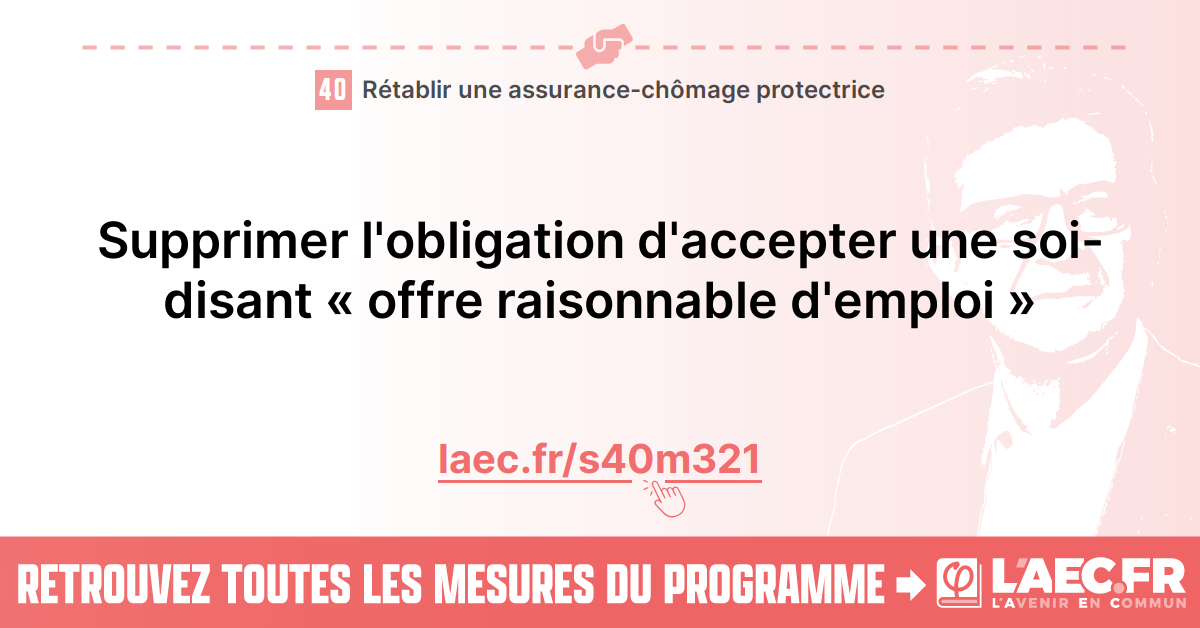 40 Rétablir une assurance-chômage protectrice
Supprimer l'obligation d'accepter une soi-
disant « offre raisonnable d'emploi »
laec.fr/s40m321
RETROUVEZ TOUTES LES MESURES DU PROGRAMME
L'AEC.FR
L'AVENIR EN COMMUN